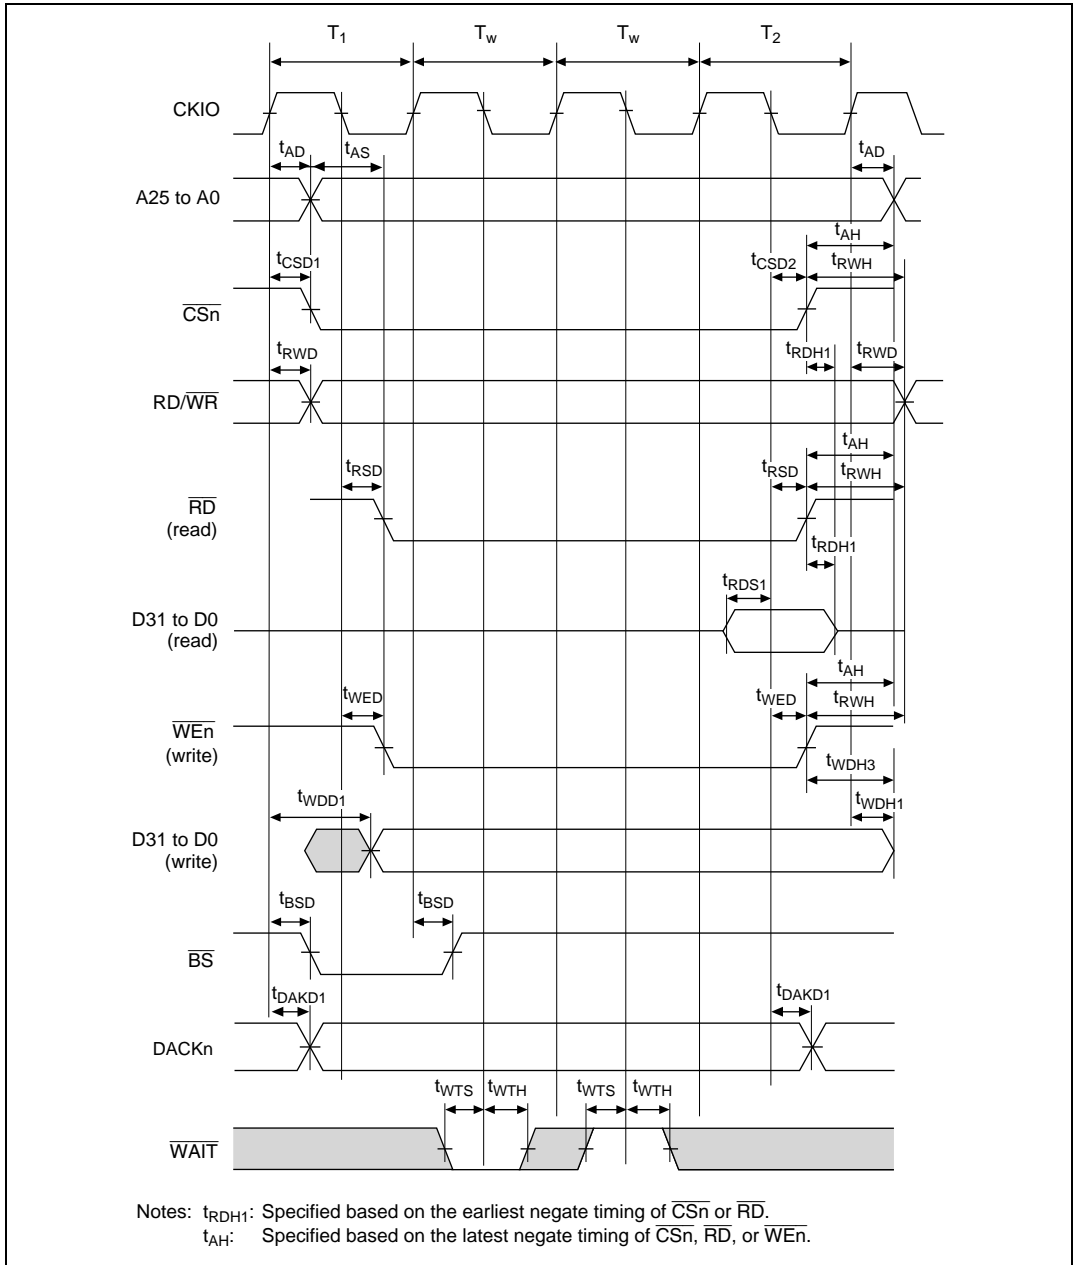 T1 Tw Tw T2
CKIO
tAD tAS tAD
A25 to A0
tAH
tCSD1 tCSD2 tRWH
CSn
tRWD tRDH1 tRWD
RD/WR
tAH
tRSD tRSD tRWH
RD
(read)
tRDH1
tRDS1
D31 to D0
(read)
tAH
tWED tWED tRWH
WEn
(write)
tWDH3
tWDD1 tWDH1
D31 to D0
(write)
tBSD tBSD
BS
tDAKD1 tDAKD1
DACKn
tWTS tWTH tWTS tWTH
WAIT
Notes: tRDH1: Specified based on the earliest negate timing of CSn or RD.
tAH: Specified based on the latest negate timing of CSn, RD, or WEn.